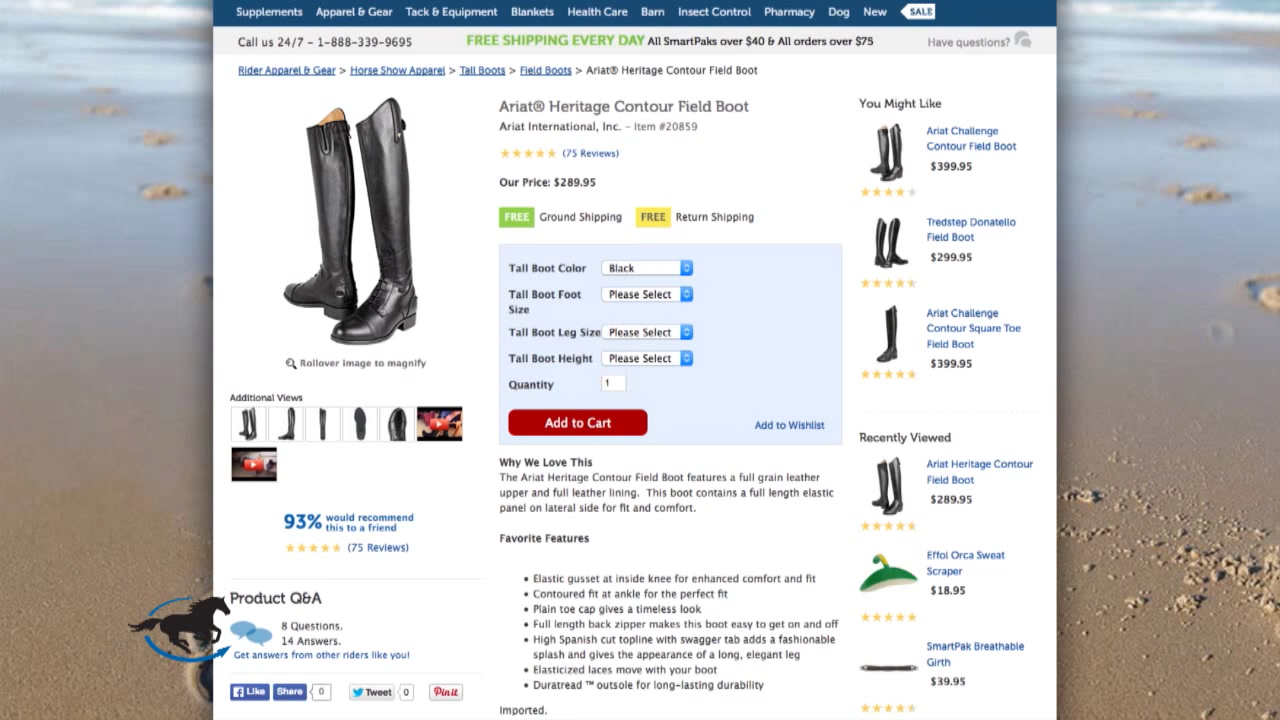 Supplements Apparel & Gear Tack & Equipment Blankets Health Care Barn Insect Control Pharmacy Dog New SALE
Call us 24/7 - 1-888-339-9695 FREE SHIPPING EVERY DAY All SmartPaks over $40 & All orders over $75 Have questions?
Rider Apparel & Gear > Horse Show Apparel > Tall Boots > Field Boots > Ariat® Heritage Contour Field Boot
Rollover image to magnify
Additional Views
93% would recommend
this to a friend
(75 Reviews)
Product Q&A
8 Questions.
14 Answers.
Get answers from other riders like you!
Like Share 0 Tweet 0 Pin it
Ariat® Heritage Contour Field Boot
Ariat International, Inc. - Item #20859
(75 Reviews)
Our Price: $289.95
FREE Ground Shipping FREE Return Shipping
Tall Boot Color Black
Tall Boot Foot Please Select
Size
Tall Boot Leg Size Please Select
Tall Boot Height Please Select
Quantity 1
Add to Cart Add to Wishlist
Why We Love This
The Ariat Heritage Contour Field Boot features a full grain leather
upper and full leather lining. This boot contains a full length elastic
panel on lateral side for fit and comfort.
Favorite Features
• Elastic gusset at inside knee for enhanced comfort and fit
• Contoured fit at ankle for the perfect fit
• Plain toe cap gives a timeless look
• Full length back zipper makes this boot easy to get on and off
• High Spanish cut topline with swagger tab adds a fashionable
splash and gives the appearance of a long, elegant leg
• Elasticized laces move with your boot
• Duratread ™ outsole for long-lasting durability
Imported.
You Might Like
Ariat Challenge
Contour Field Boot
$399.95
Tredstep Donatello
Field Boot
$299.95
Ariat Challenge
Contour Square Toe
Field Boot
$399.95
Recently Viewed
Ariat Heritage Contour
Field Boot
$289.95
Effol Orca Sweat
Scraper
$18.95
SmartPak Breathable
Girth
$39.95